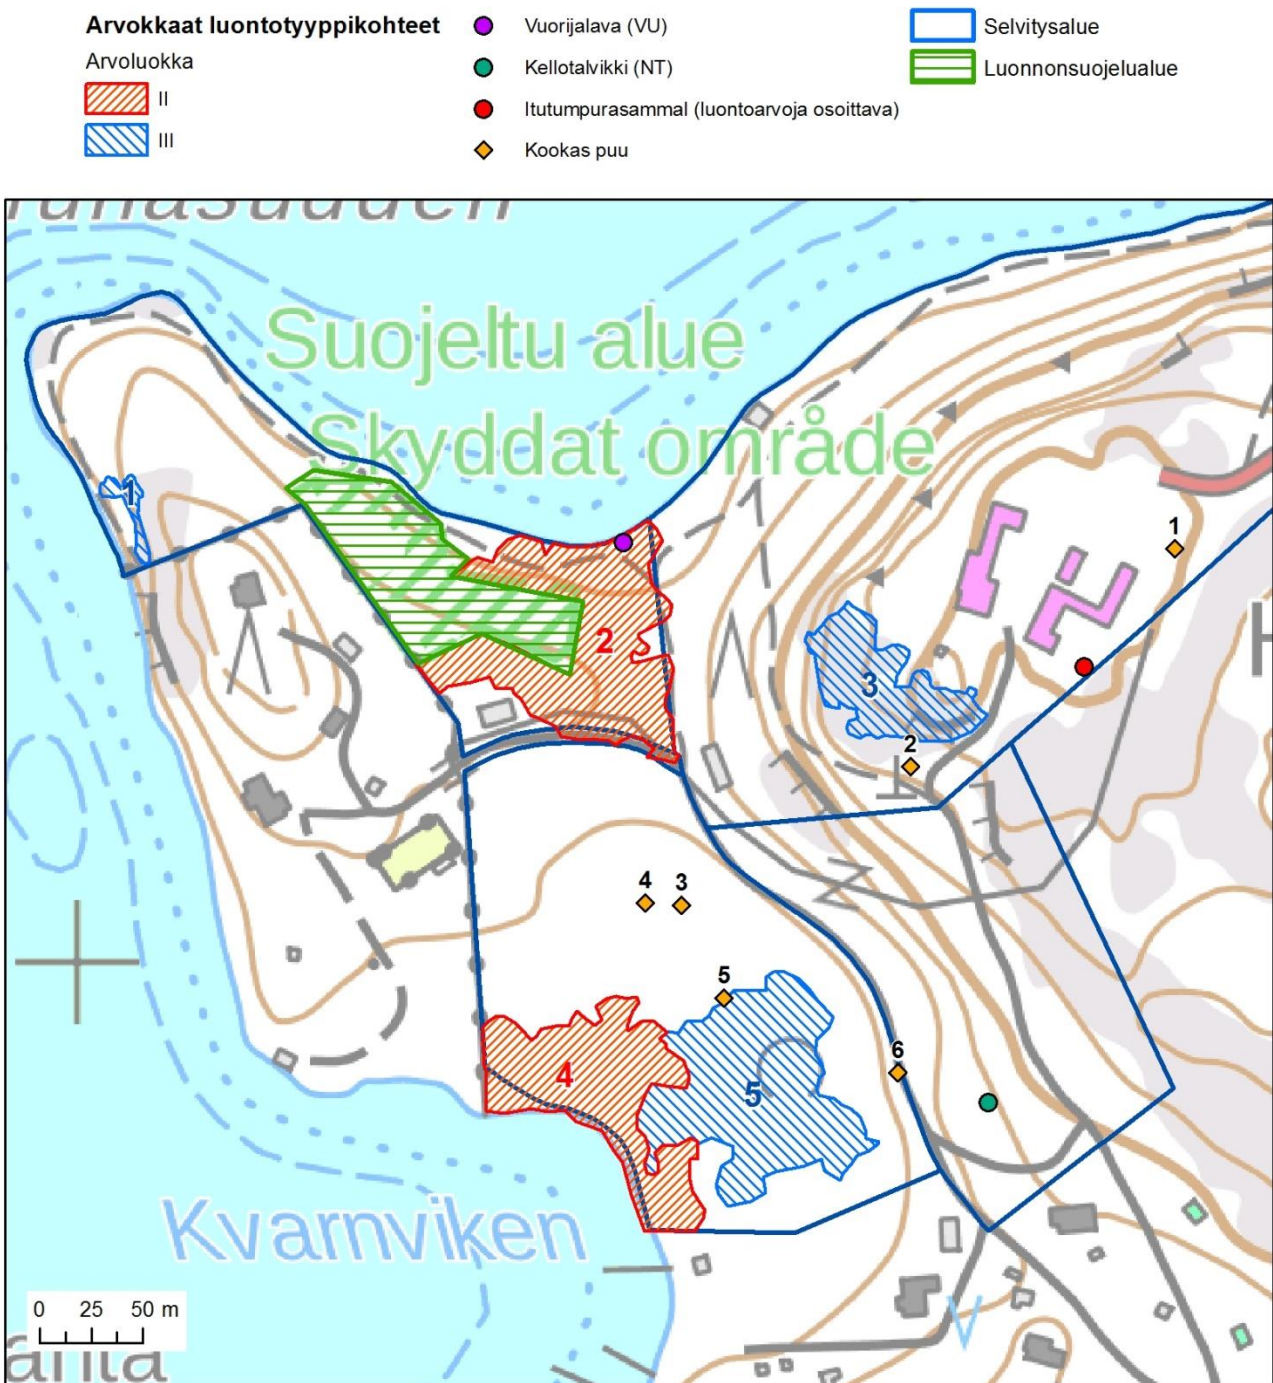 Arvokkaat luontotyyppikohteet
Arvoluokka
II
III
Vuorijalava (VU)
Kellotalvikki (NT)
Itutumpurasammal (luontoarvoja osoittava)
Kookas puu
Selvitysalue
Luonnonsuojelualue
Suojeltu alue
Skyddat område
1
1
2
3
2
4
3
5
6
4
5
Kvarnviken
0 25 50 m